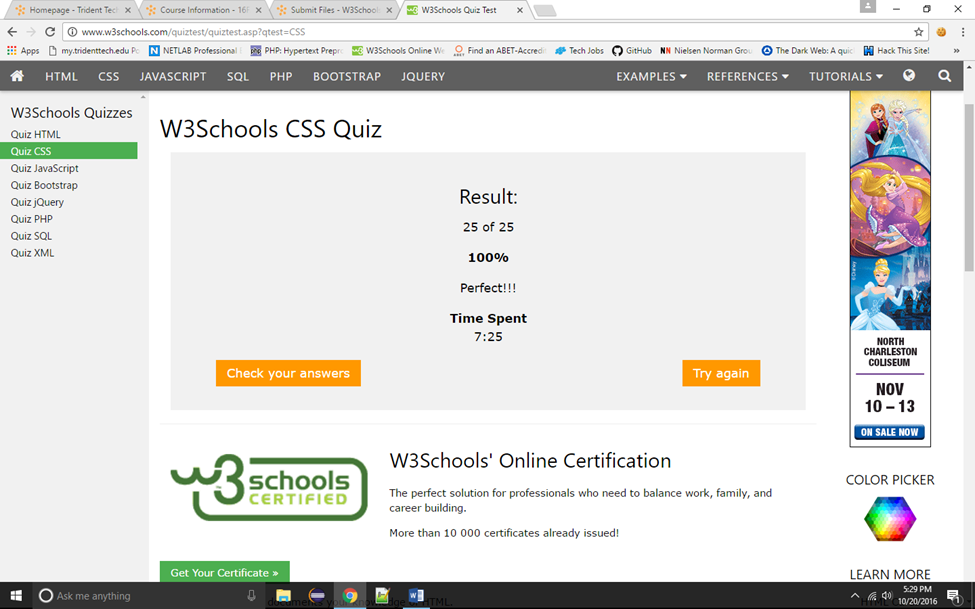 Homepage - Trident Tech
Course Information - 16F
Submit Files - W3School
W3Schools Quiz Test
www.w3schools.com/quiztest/quiztest.asp?qtest=CSS
Apps
my.tridenttech.edu
NETLAB Professional
PHP: Hypertext Prepr
W3Schools Online We
Find an ABET-Accredi
Tech Jobs
GitHub
Nielsen Norman Grou
The Dark Web: A quic
Hack This Site!
»
HTML
CSS
JAVASCRIPT
SQL
PHP
BOOTSTRAP
JQUERY
EXAMPLES
REFERENCES
TUTORIALS
W3Schools Quizzes
Quiz HTML
Quiz CSS
Quiz JavaScript
Quiz Bootstrap
Quiz jQuery
Quiz PHP
Quiz SQL
Quiz XML
W3Schools CSS Quiz
Result:
25 of 25
100%
Perfect!!!
Time Spent
7:25
Check your answers
Try again
w3schools
CERTIFIED
W3Schools' Online Certification
The perfect solution for professionals who need to balance work, family, and
career building.
More than 10 000 certificates already issued!
Get Your Certificate »
©Disney
NORTH
CHARLESTON
COLISEUM
NOV
10 – 13
ON SALE NOW
COLOR PICKER
LEARN MORE
Ask me anything
5:29 PM
10/20/2016
1